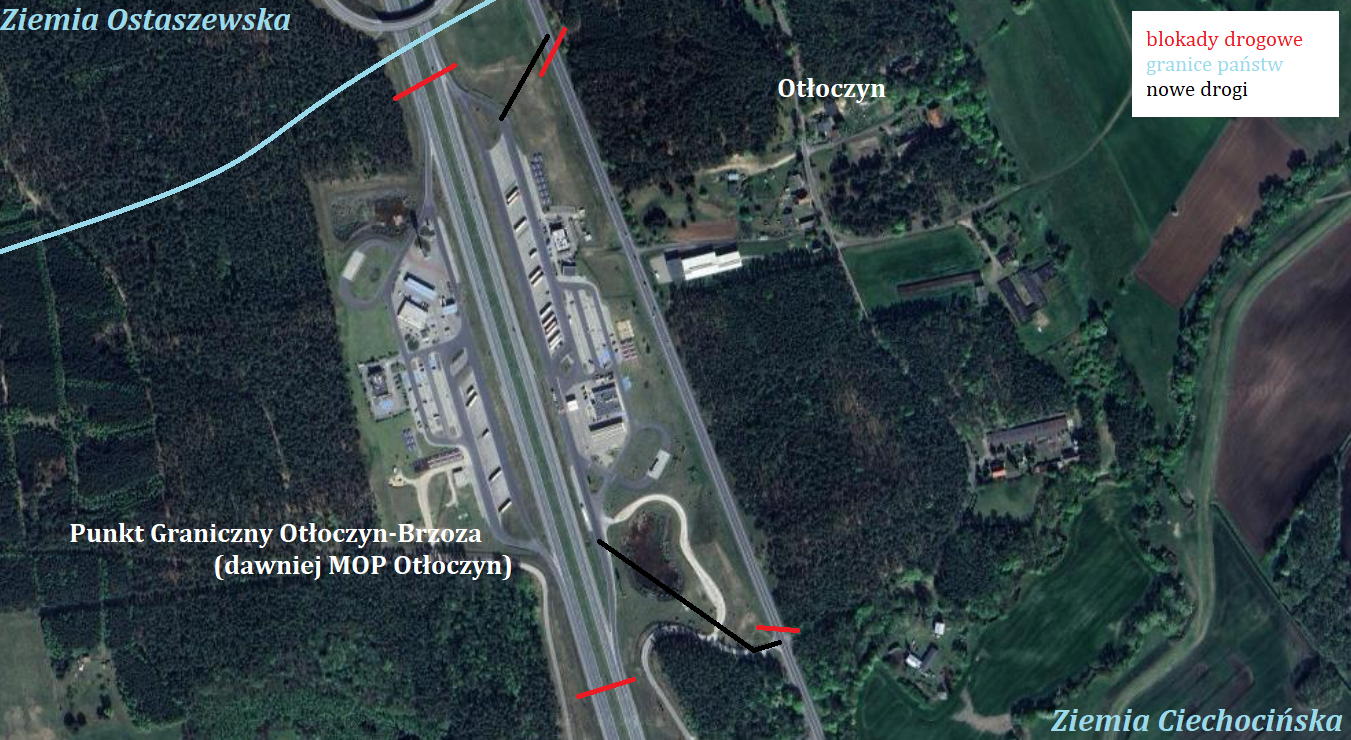 Ziemia Ostaszewska
blokady drogowe
granice państw
nowe drogi
Otłoczyn
Punkt Graniczny Otłoczyn-Brzoza
(dawniej MOP Otłoczyn)
Ziemia Ciechocińska